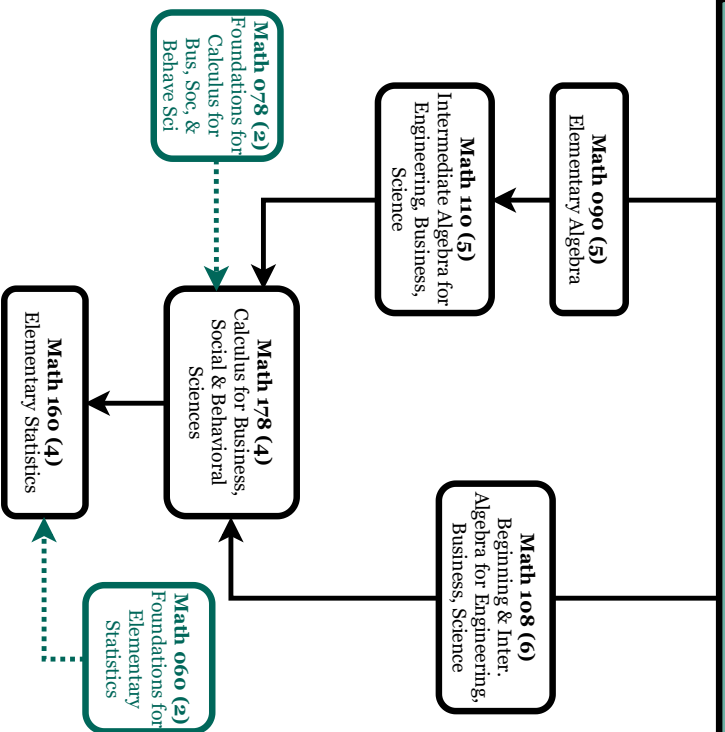 Math 090 (5)
Elementary Algebra
Math 110 (5)
Intermediate Algebra for
Engineering, Business,
Science
Math 108 (6)
Beginning & Inter.
Algebra for Engineering,
Business, Science
Math 078 (2)
Foundations for
Calculus for
Bus, Soc, &
Behave Sci
Math 178 (4)
Calculus for Business,
Social & Behavioral
Sciences
Math 060 (2)
Foundations for
Elementary
Statistics
Math 160 (4)
Elementary Statistics